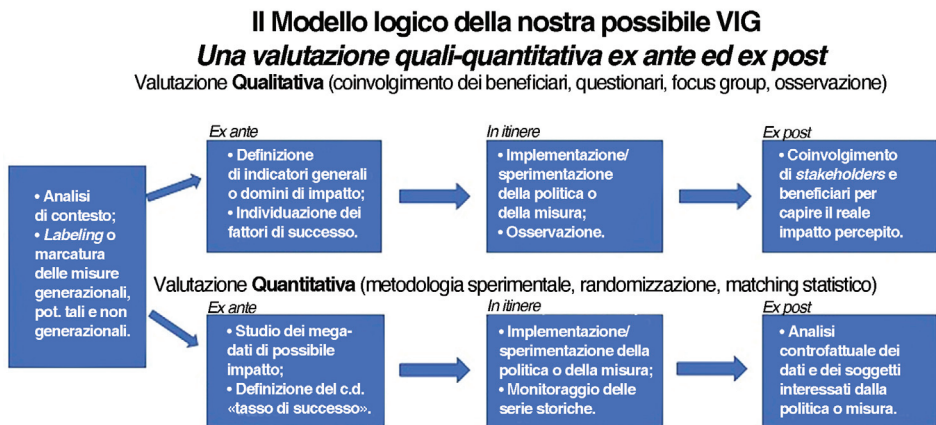 Il Modello logico della nostra possibile VIG
Una valutazione quali-quantitativa ex ante ed ex post
Valutazione Qualitativa (coinvolgimento dei beneficiari, questionari, focus group, osservazione)
• Analisi
di contesto;
• Labeling o
marcatura
delle misure
generazionali,
pot. tali e non
generazionali.
Ex ante
• Definizione
di indicatori generali
o domini di impatto;
• Individuazione dei
fattori di successo.
In itinere
• Implementazione/
sperimentazione
della politica o
della misura;
• Osservazione.
Ex post
• Coinvolgimento
di stakeholders e
beneficiari per
capire il reale
impatto percepito.
Valutazione Quantitativa (metodologia sperimentale, randomizzazione, matching statistico)
Ex ante
• Studio dei mega-
dati di possibile
impatto;
• Definizione del c.d.
«tasso di successo».
In itinere
• Implementazione/
sperimentazione della
politica o della misura;
• Monitoraggio delle
serie storiche.
Ex post
• Analisi
controfattuale dei
dati e dei soggetti
interessati dalla
politica o misura.